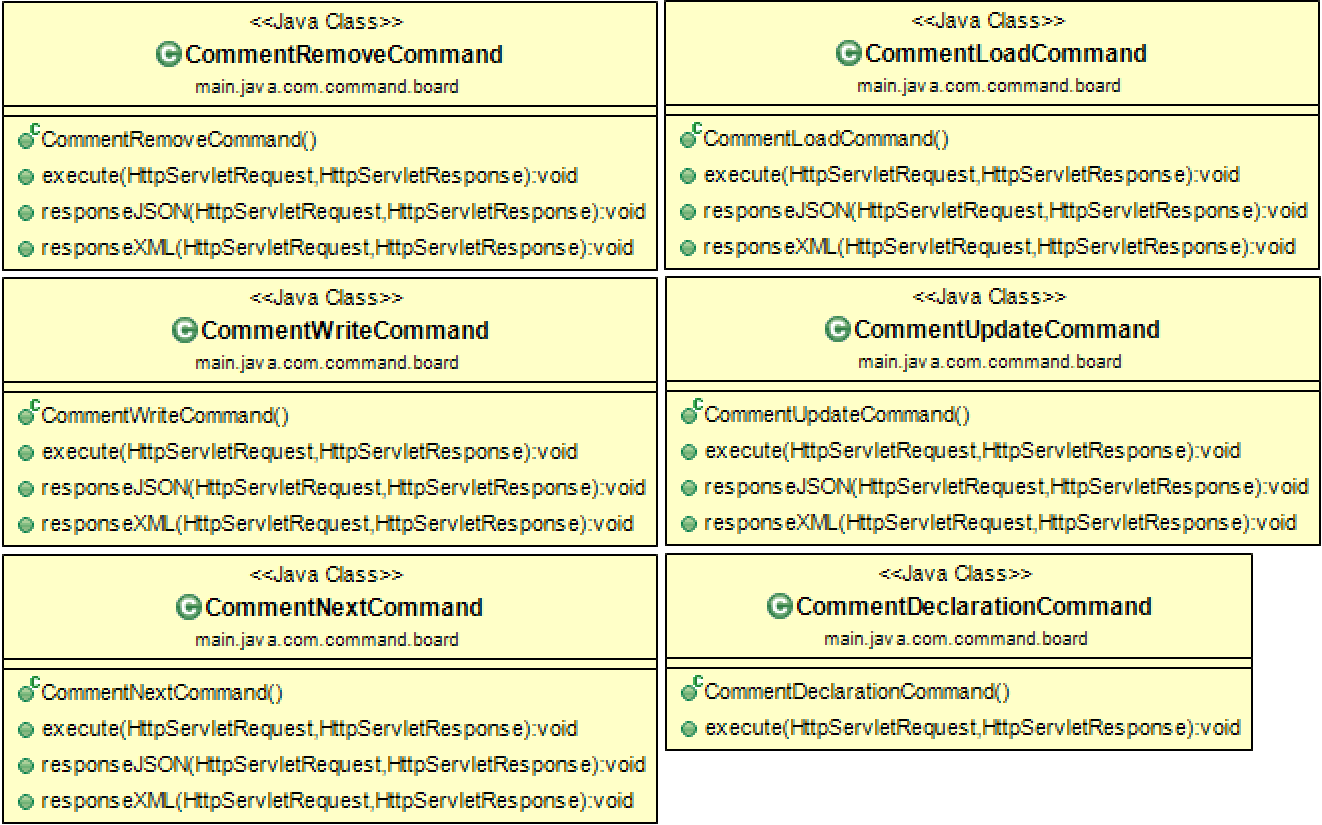 <<Java Class>>
CommentRemoveCommand
main.java.com.command.board
CommentRemoveCommand()
execute(HttpServletRequest,HttpServletResponse):void
responseJSON(HttpServletRequest,HttpServletResponse):void
responseXML(HttpServletRequest,HttpServletResponse):void
<<Java Class>>
CommentLoadCommand
main.java.com.command.board
CommentLoadCommand()
execute(HttpServletRequest,HttpServletResponse):void
responseJSON(HttpServletRequest,HttpServletResponse):void
responseXML(HttpServletRequest,HttpServletResponse):void
<<Java Class>>
CommentWriteCommand
main.java.com.command.board
CommentWriteCommand()
execute(HttpServletRequest,HttpServletResponse):void
responseJSON(HttpServletRequest,HttpServletResponse):void
responseXML(HttpServletRequest,HttpServletResponse):void
<<Java Class>>
CommentUpdateCommand
main.java.com.command.board
CommentUpdateCommand()
execute(HttpServletRequest,HttpServletResponse):void
responseJSON(HttpServletRequest,HttpServletResponse):void
responseXML(HttpServletRequest,HttpServletResponse):void
<<Java Class>>
CommentNextCommand
main.java.com.command.board
CommentNextCommand()
execute(HttpServletRequest,HttpServletResponse):void
responseJSON(HttpServletRequest,HttpServletResponse):void
responseXML(HttpServletRequest,HttpServletResponse):void
<<Java Class>>
CommentDeclarationCommand
main.java.com.command.board
CommentDeclarationCommand()
execute(HttpServletRequest,HttpServletResponse):void